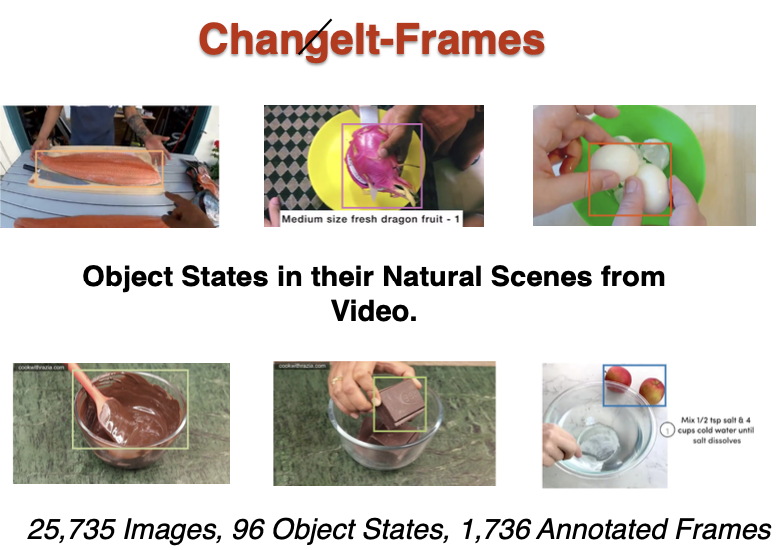 ChangeIt-Frames
Medium size fresh dragon fruit - 1
Object States in their Natural Scenes from
Video.
cookwithrazia.com
cookwithrazia.com
Mix 1/2 tsp salt & 4
1 cups cold water until
salt dissolves
25,735 Images, 96 Object States, 1,736 Annotated Frames